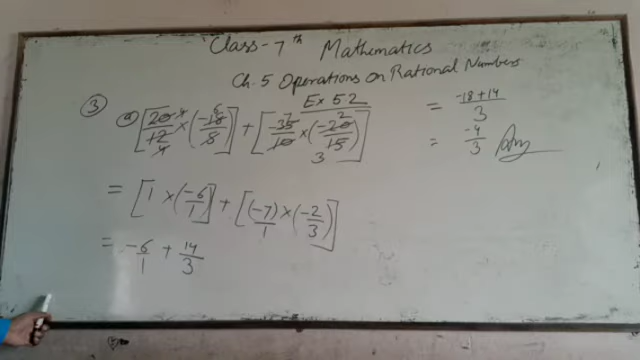 Class-7th Mathematics
Ch.5 Operations on Rational Numbers
Ex 5.2
③ a) [20/12 × (-18/8)] + [-35/10 × (-20/15)]
= [1 × (-6/1)] + [(-7)/1 × (-2/3)]
= -6/1 + 14/3
= -18+14/3
= -4/3 Ans